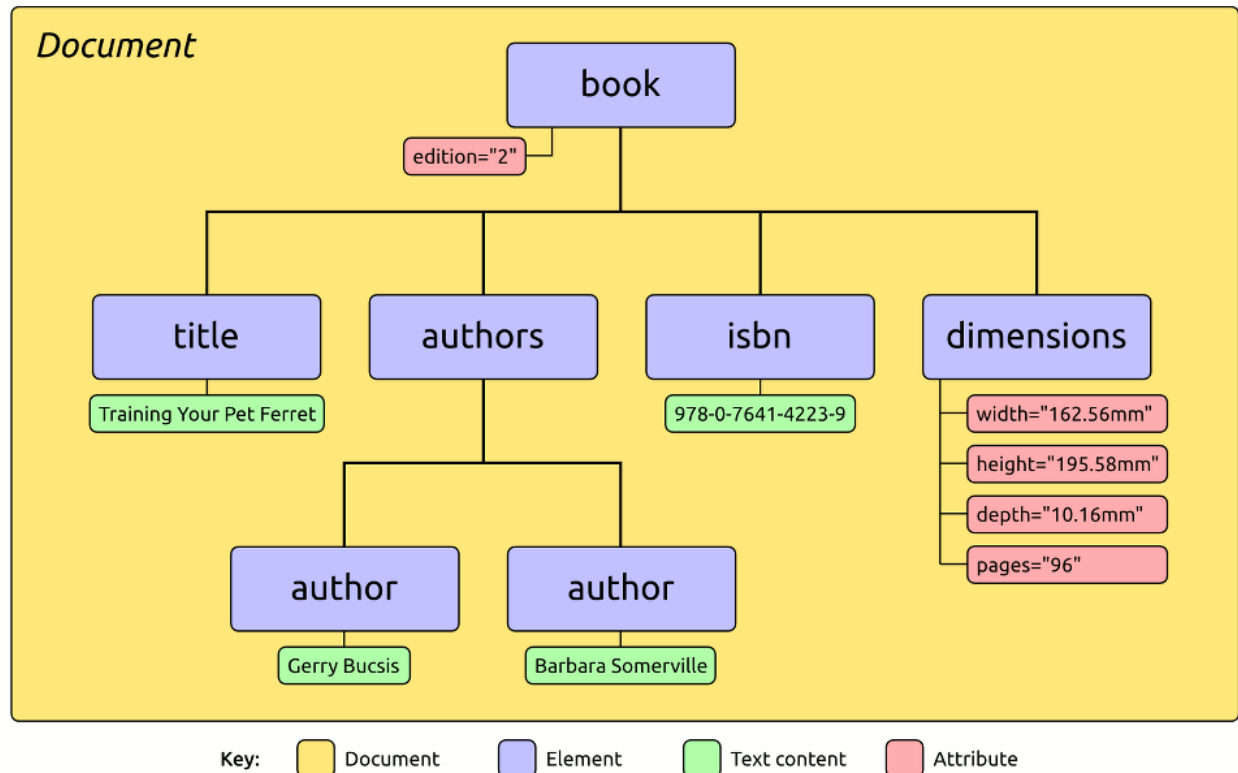 Document
book
edition="2"
title
authors
isbn
dimensions
Training Your Pet Ferret
978-0-7641-4223-9
width="162.56mm"
height="195.58mm"
depth="10.16mm"
pages="96"
author
author
Gerry Bucsis
Barbara Somerville
Key:
Document
Element
Text content
Attribute